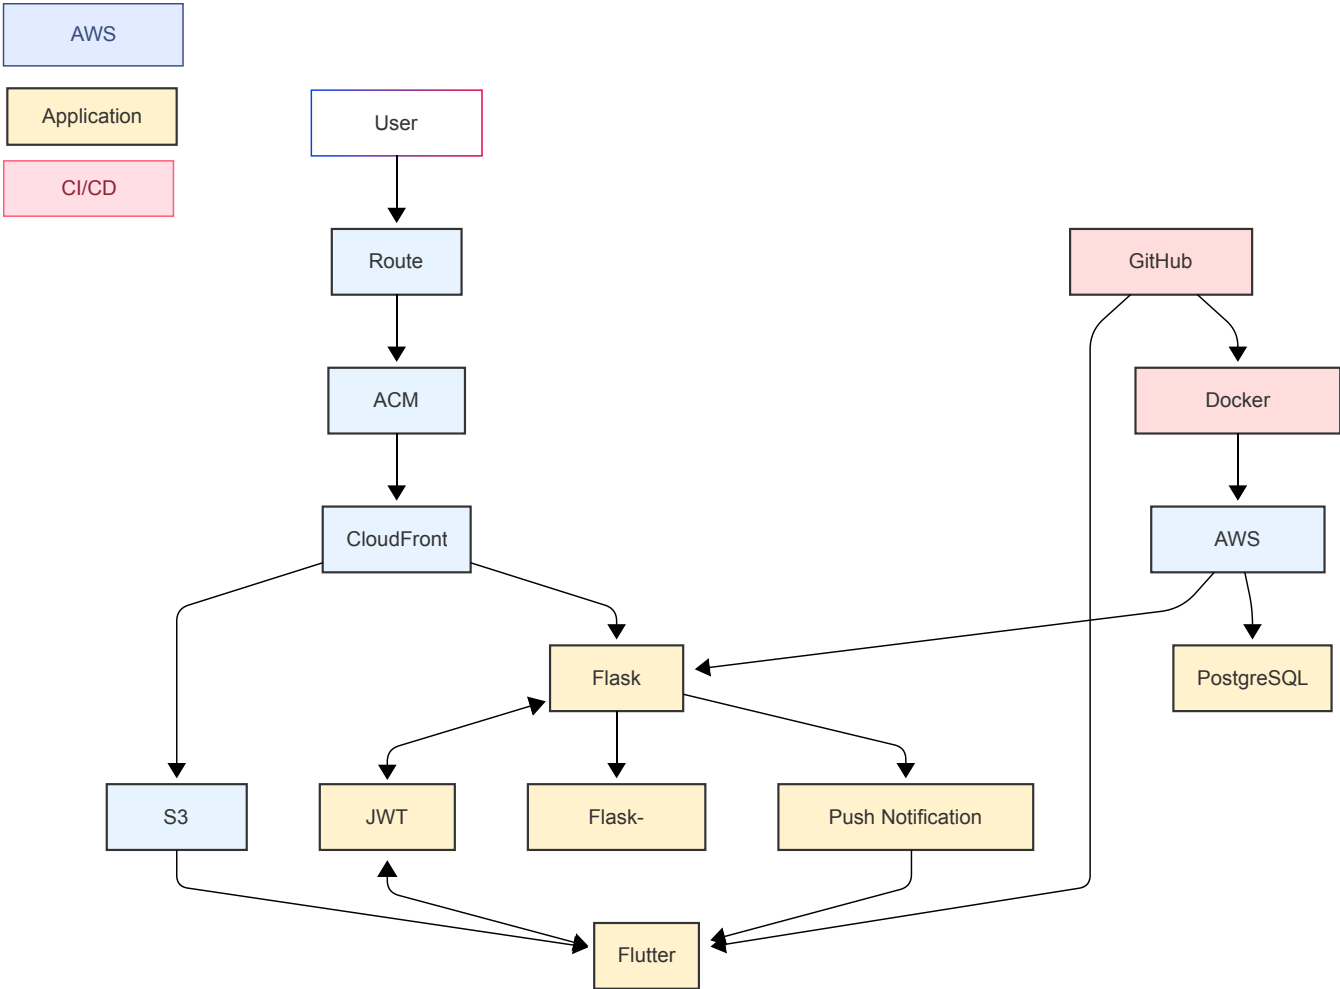 AWS
Application
CI/CD
User
Route
GitHub
ACM
Docker
CloudFront
AWS
Flask
PostgreSQL
S3
JWT
Flask-
Push Notification
Flutter